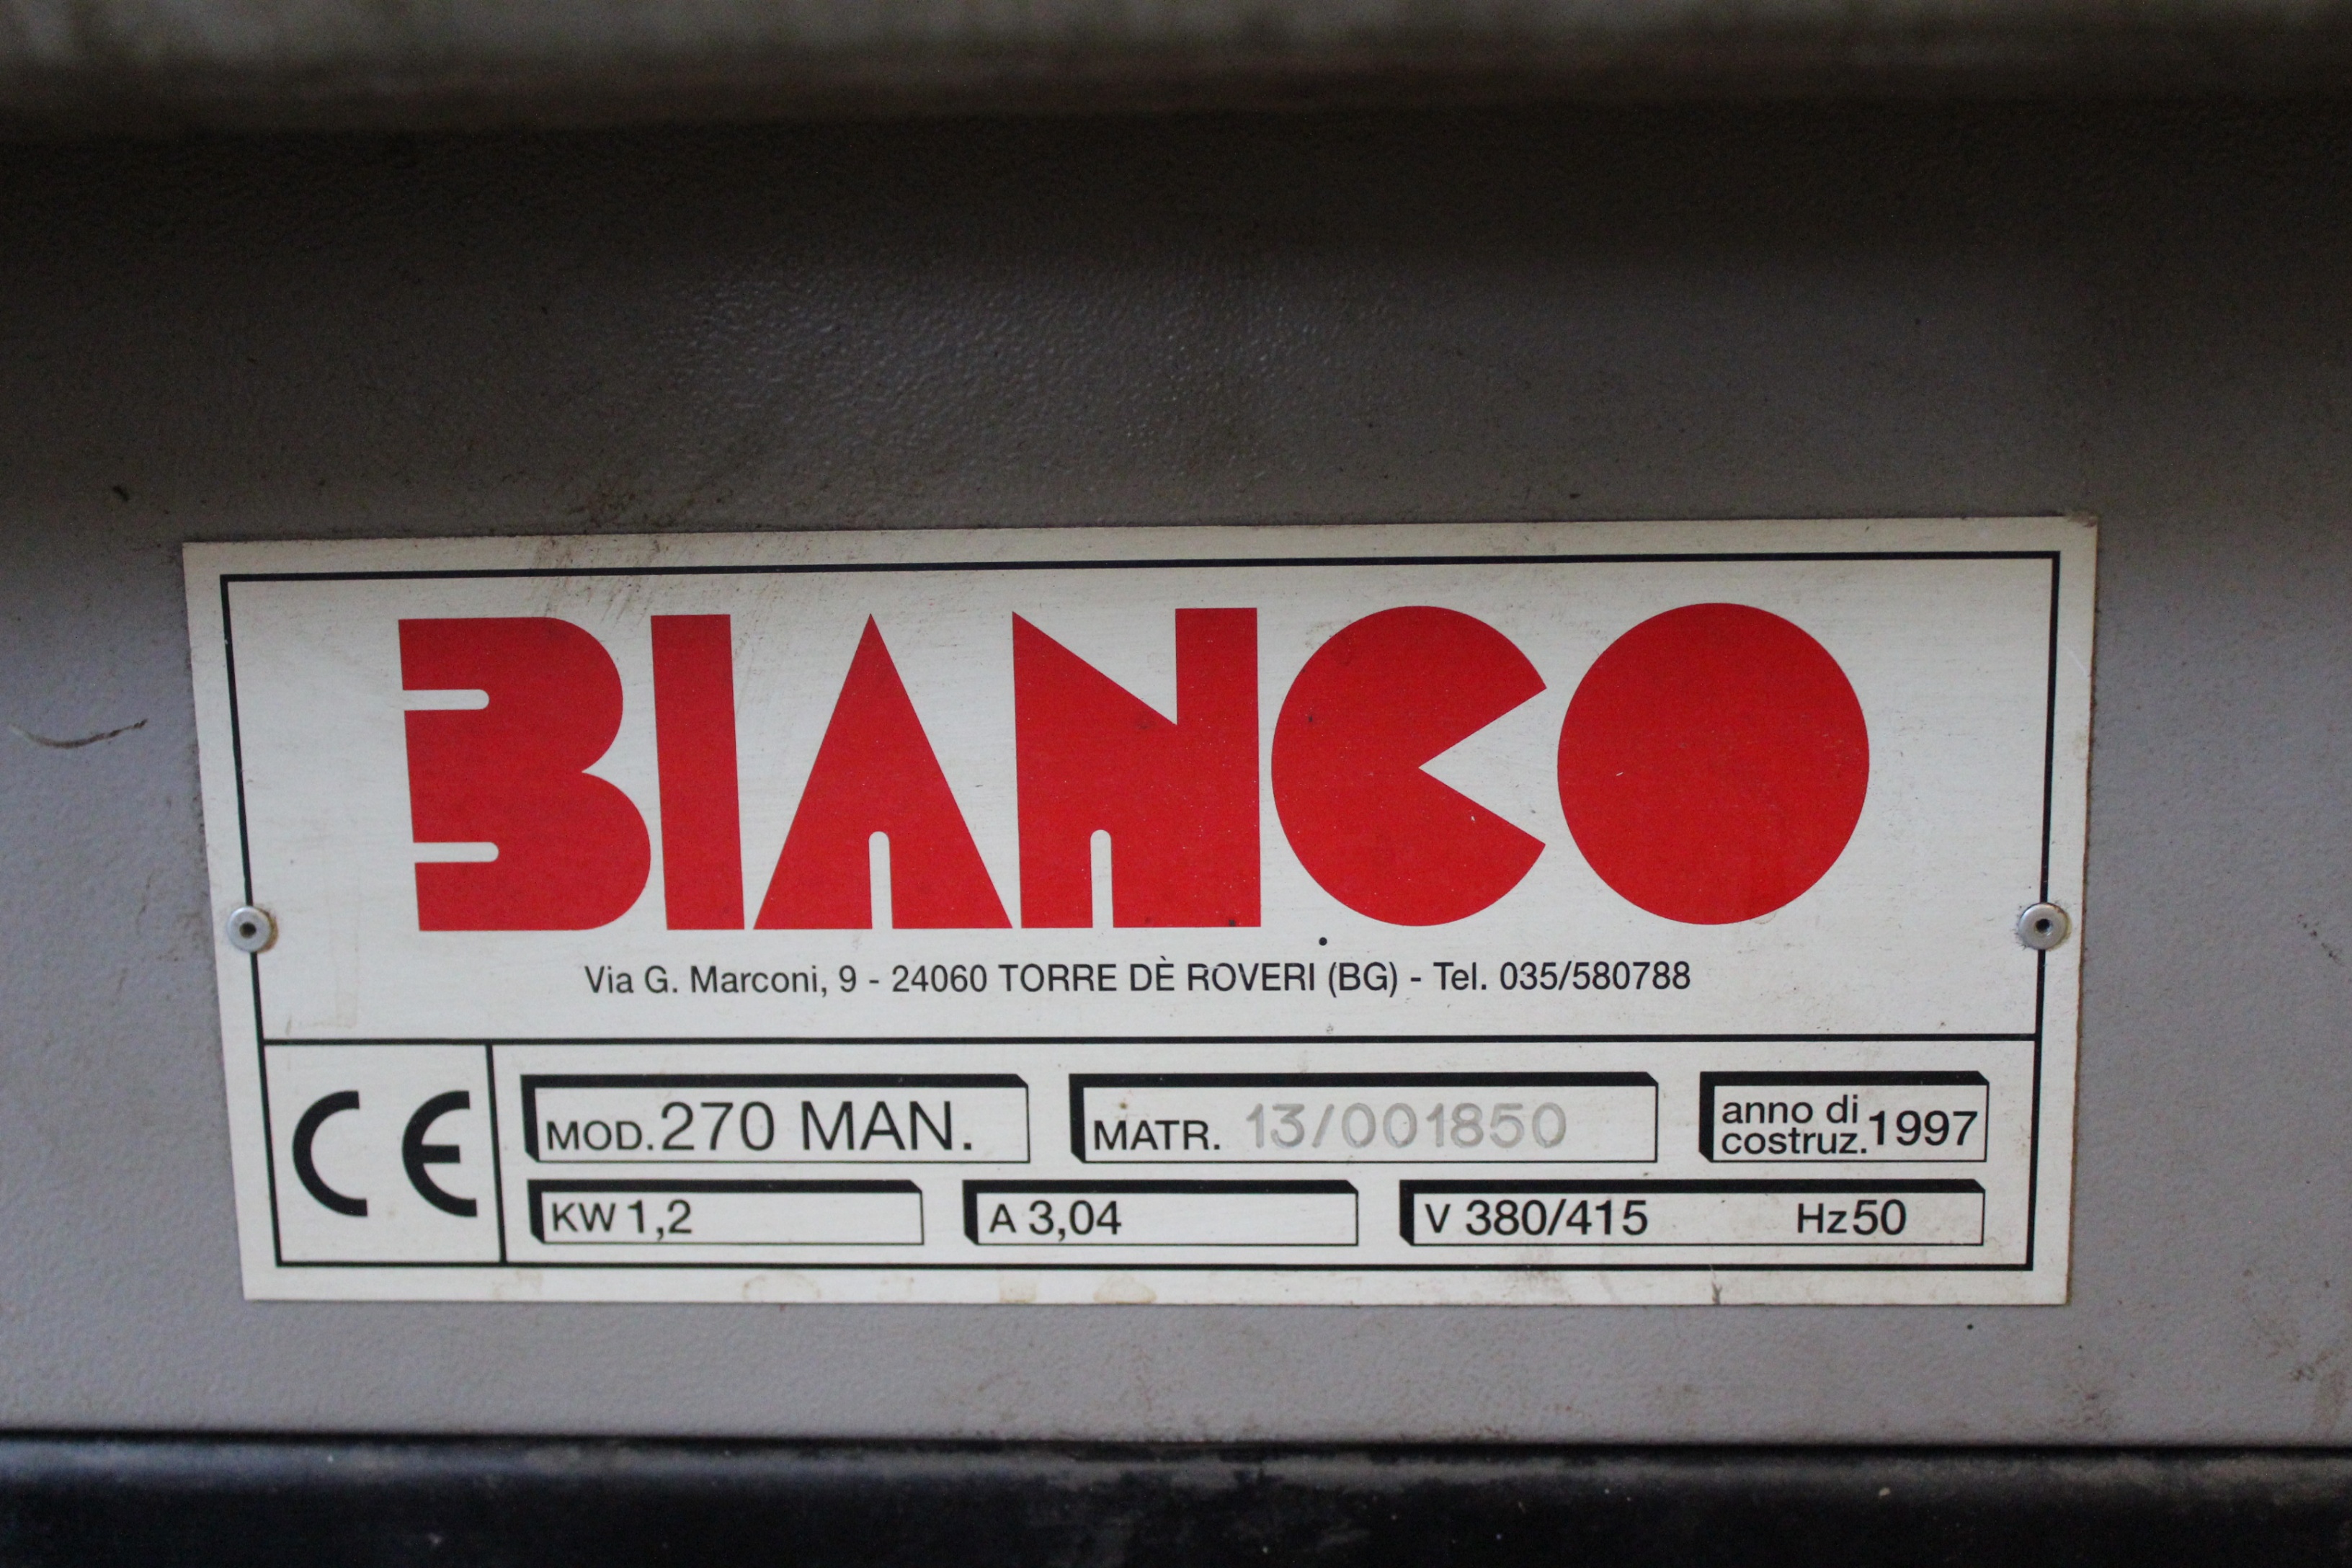 BIANCO
Via G. Marconi, 9 - 24060 TORRE DÈ ROVERI (BG) - Tel. 035/580788
CE
MOD. 270 MAN.
MATR. 13/001850
anno di
costruz. 1997
KW 1,2
A 3,04
V 380/415 Hz 50